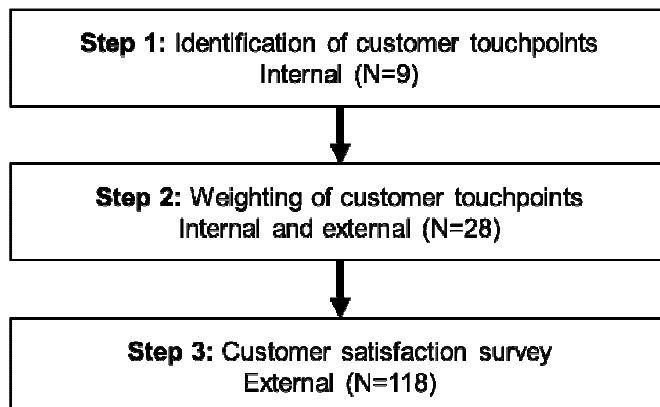 Step 1: Identification of customer touchpoints
Internal (N=9)
Step 2: Weighting of customer touchpoints
Internal and external (N=28)
Step 3: Customer satisfaction survey
External (N=118)